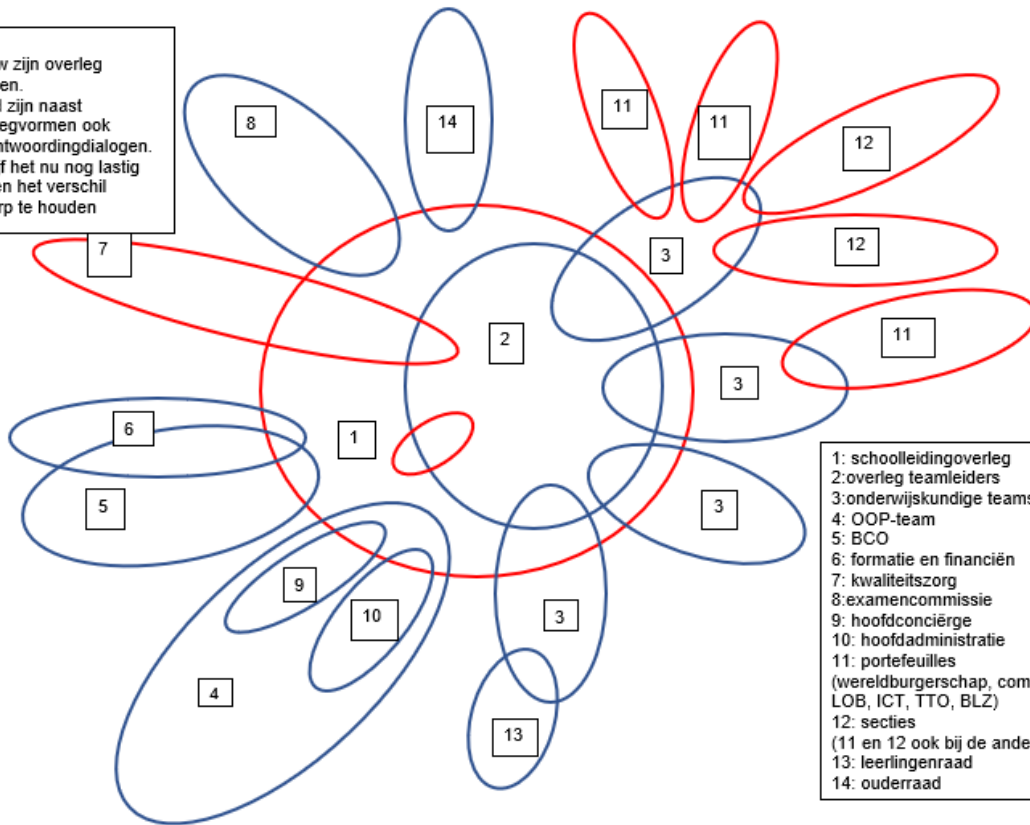 w zijn overleg
en.
l zijn naast
egvormen ook
ntwoordingdialogen.
f het nu nog lastig
en het verschil
rp te houden
8
14
11
11
12
7
3
12
2
11
3
6
1
5
3
9
10
3
4
13
1: schoolleidingoverleg
2:overleg teamleiders
3:onderwijskundige teams
4: OOP-team
5: BCO
6: formatie en financiën
7: kwaliteitszorg
8:examencommissie
9: hoofdconciërge
10: hoofdadministratie
11: portefeuilles
(wereldburgerschap, com
LOB, ICT, TTO, BLZ)
12: secties
(11 en 12 ook bij de ande
13: leerlingenraad
14: ouderraad